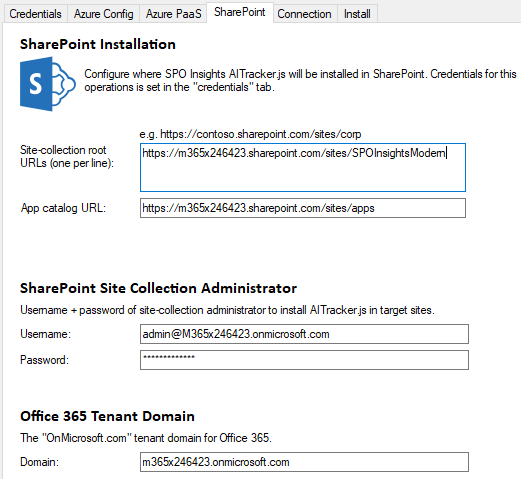 Credentials Azure Config Azure PaaS SharePoint Connection Install
SharePoint Installation
S
Configure where SPO Insights AITracker.js will be installed in SharePoint. Credentials for this
operations is set in the "credentials" tab.
e.g. https://contoso.sharepoint.com/sites/corp
Site-collection root
URLs (one per line):
https://m365x246423.sharepoint.com/sites/SPOInsightsModern
App catalog URL: https://m365x246423.sharepoint.com/sites/apps
SharePoint Site Collection Administrator
Username + password of site-collection administrator to install AITracker.js in target sites.
Username: admin@M365x246423.onmicrosoft.com
Password: *************
Office 365 Tenant Domain
The "OnMicrosoft.com" tenant domain for Office 365.
Domain: m365x246423.onmicrosoft.com